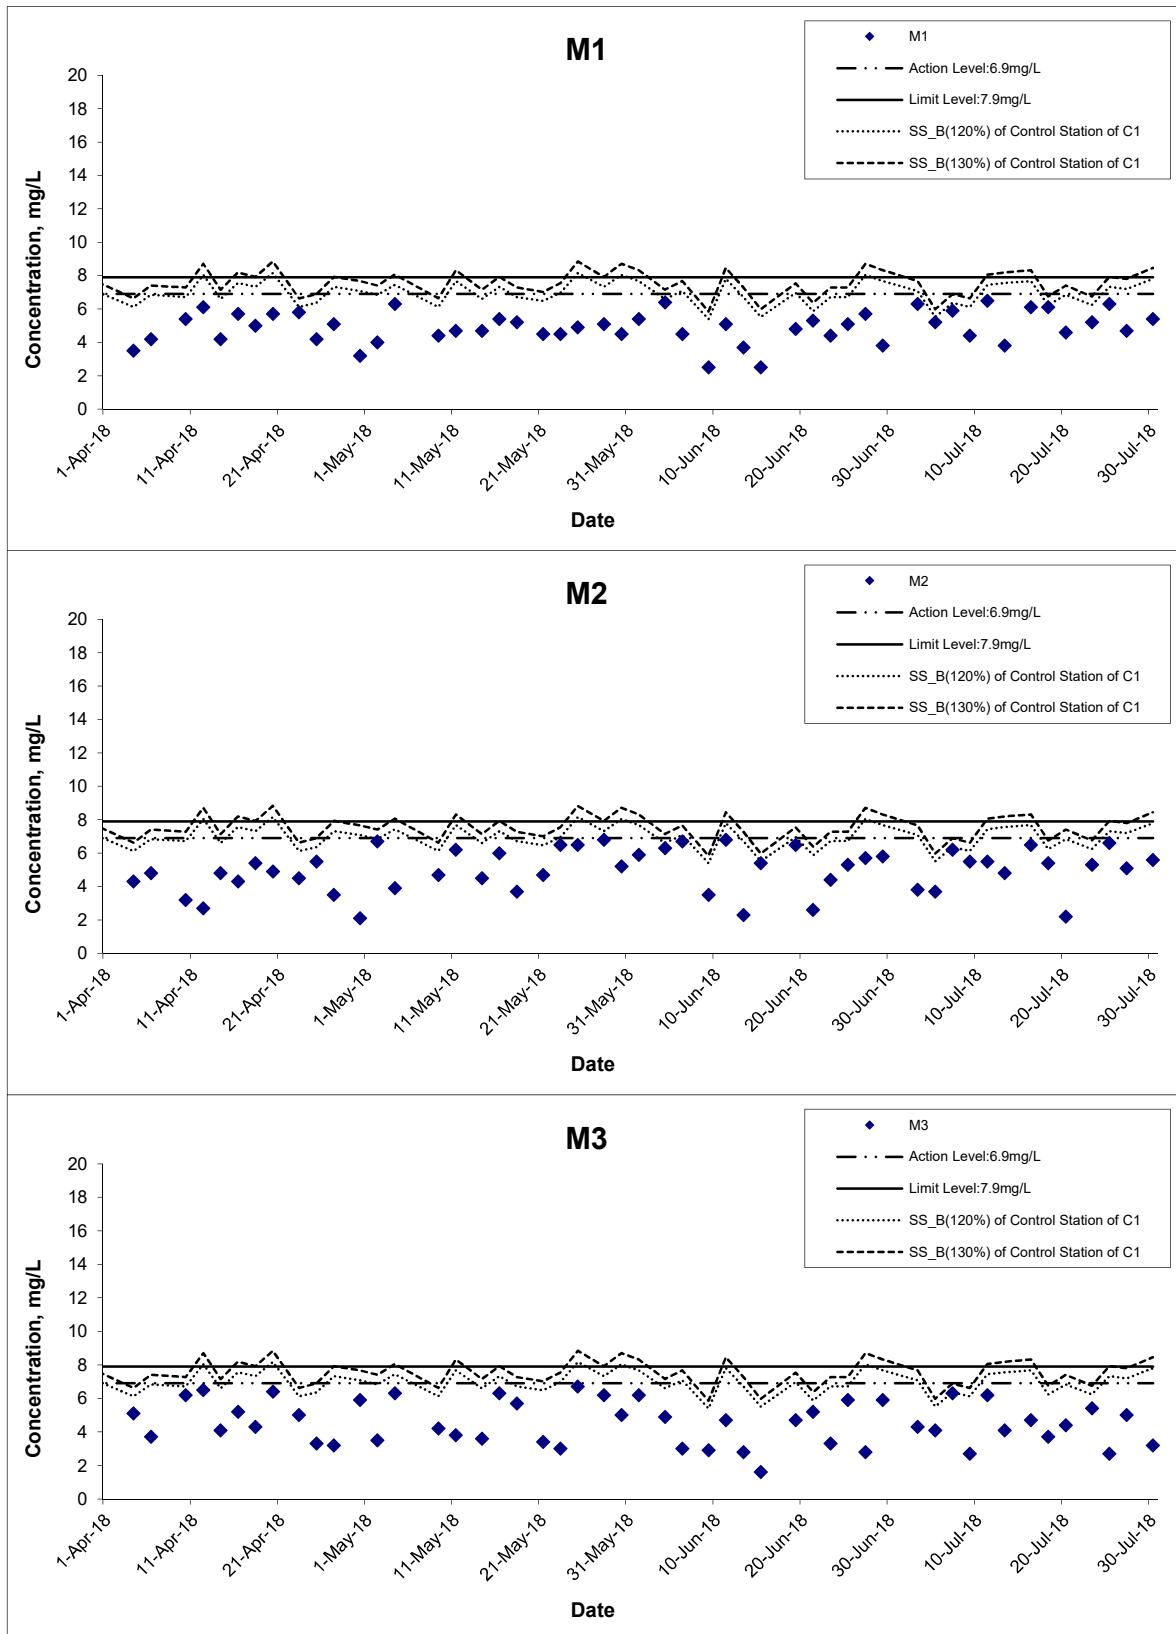 M1
M1
Action Level:6.9mg/L
Limit Level:7.9mg/L
SS_B(120%) of Control Station of C1
SS_B(130%) of Control Station of C1
Concentration, mg/L
20
18
16
14
12
10
8
6
4
2
0
1-Apr-18
11-Apr-18
21-Apr-18
1-May-18
11-May-18
21-May-18
31-May-18
10-Jun-18
20-Jun-18
30-Jun-18
10-Jul-18
20-Jul-18
30-Jul-18
Date
M2
M2
Action Level:6.9mg/L
Limit Level:7.9mg/L
SS_B(120%) of Control Station of C1
SS_B(130%) of Control Station of C1
Concentration, mg/L
20
18
16
14
12
10
8
6
4
2
0
1-Apr-18
11-Apr-18
21-Apr-18
1-May-18
11-May-18
21-May-18
31-May-18
10-Jun-18
20-Jun-18
30-Jun-18
10-Jul-18
20-Jul-18
30-Jul-18
Date
M3
M3
Action Level:6.9mg/L
Limit Level:7.9mg/L
SS_B(120%) of Control Station of C1
SS_B(130%) of Control Station of C1
Concentration, mg/L
20
18
16
14
12
10
8
6
4
2
0
1-Apr-18
11-Apr-18
21-Apr-18
1-May-18
11-May-18
21-May-18
31-May-18
10-Jun-18
20-Jun-18
30-Jun-18
10-Jul-18
20-Jul-18
30-Jul-18
Date